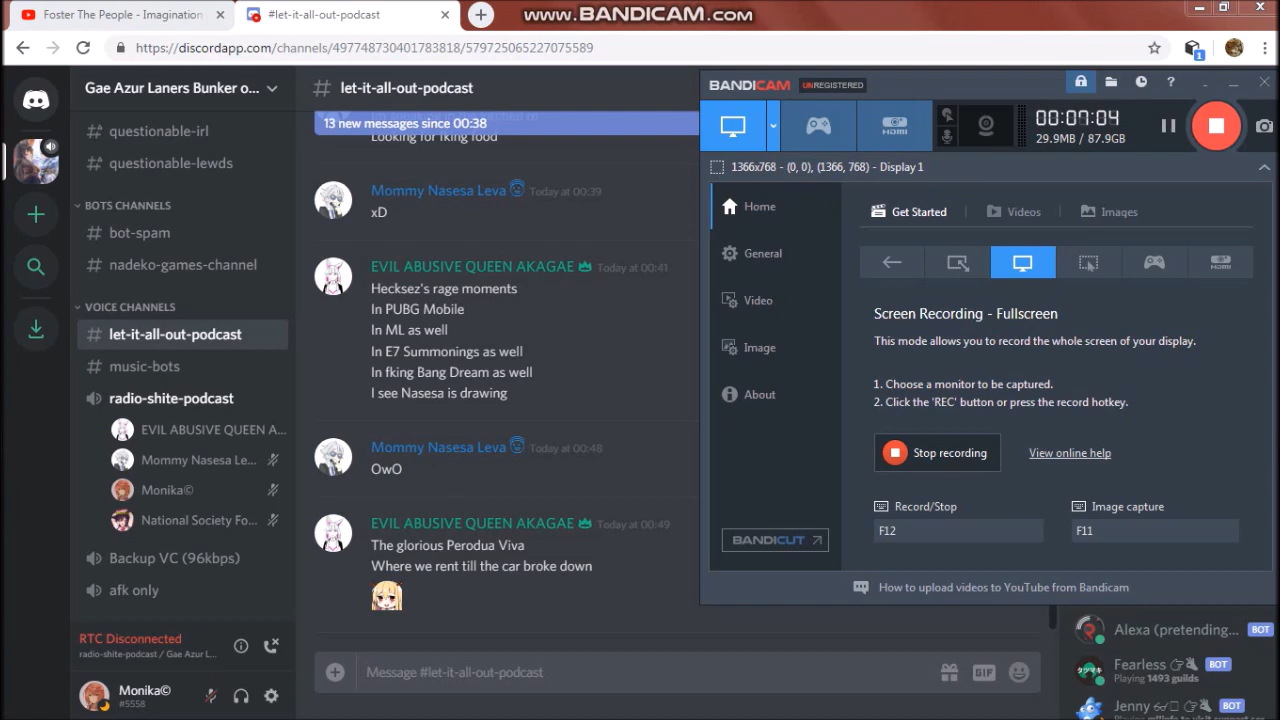 Foster The People - Imagination
#let-it-all-out-podcast
www.BANDICAM.com
https://discordapp.com/channels/497748730401783818/579725065227075589
1
Gae Azur Laners Bunker o...
questionable-irl
questionable-lewds
BOTS CHANNELS
bot-spam
nadeko-games-channel
VOICE CHANNELS
let-it-all-out-podcast
music-bots
radio-shite-podcast
EVIL ABUSIVE QUEEN A...
Mommy Nasesa Le...
Monika©
National Society Fo...
Backup VC (96kbps)
afk only
RTC Disconnected
radio-shite-podcast / Gae Azur L...
Monika©
#5558
let-it-all-out-podcast
13 new messages since 00:38
Looking for fking food
Mommy Nasesa Leva Today at 00:39
xD
EVIL ABUSIVE QUEEN AKAGAE Today at 00:41
Hecksez's rage moments
In PUBG Mobile
In ML as well
In E7 Summonings as well
In fking Bang Dream as well
I see Nasesa is drawing
Mommy Nasesa Leva Today at 00:48
OwO
EVIL ABUSIVE QUEEN AKAGAE Today at 00:49
The glorious Perodua Viva
Where we rent till the car broke down
Message #let-it-all-out-podcast
GIF
BANDICAM UNREGISTERED
HDMI
00:07:04
29.9MB / 87.9GB
1366x768 - (0, 0), (1366, 768) - Display 1
Home
General
Video
Image
About
BANDICUT
Get Started
Videos
Images
HDMI
Screen Recording - Fullscreen
This mode allows you to record the whole screen of your display.
1. Choose a monitor to be captured.
2. Click the 'REC' button or press the record hotkey.
Stop recording
View online help
Record/Stop
Image capture
F12
F11
How to upload videos to YouTube from Bandicam
Alexa (pretending... BOT
Fearless BOT
Playing 1493 guilds
Jenny BOT